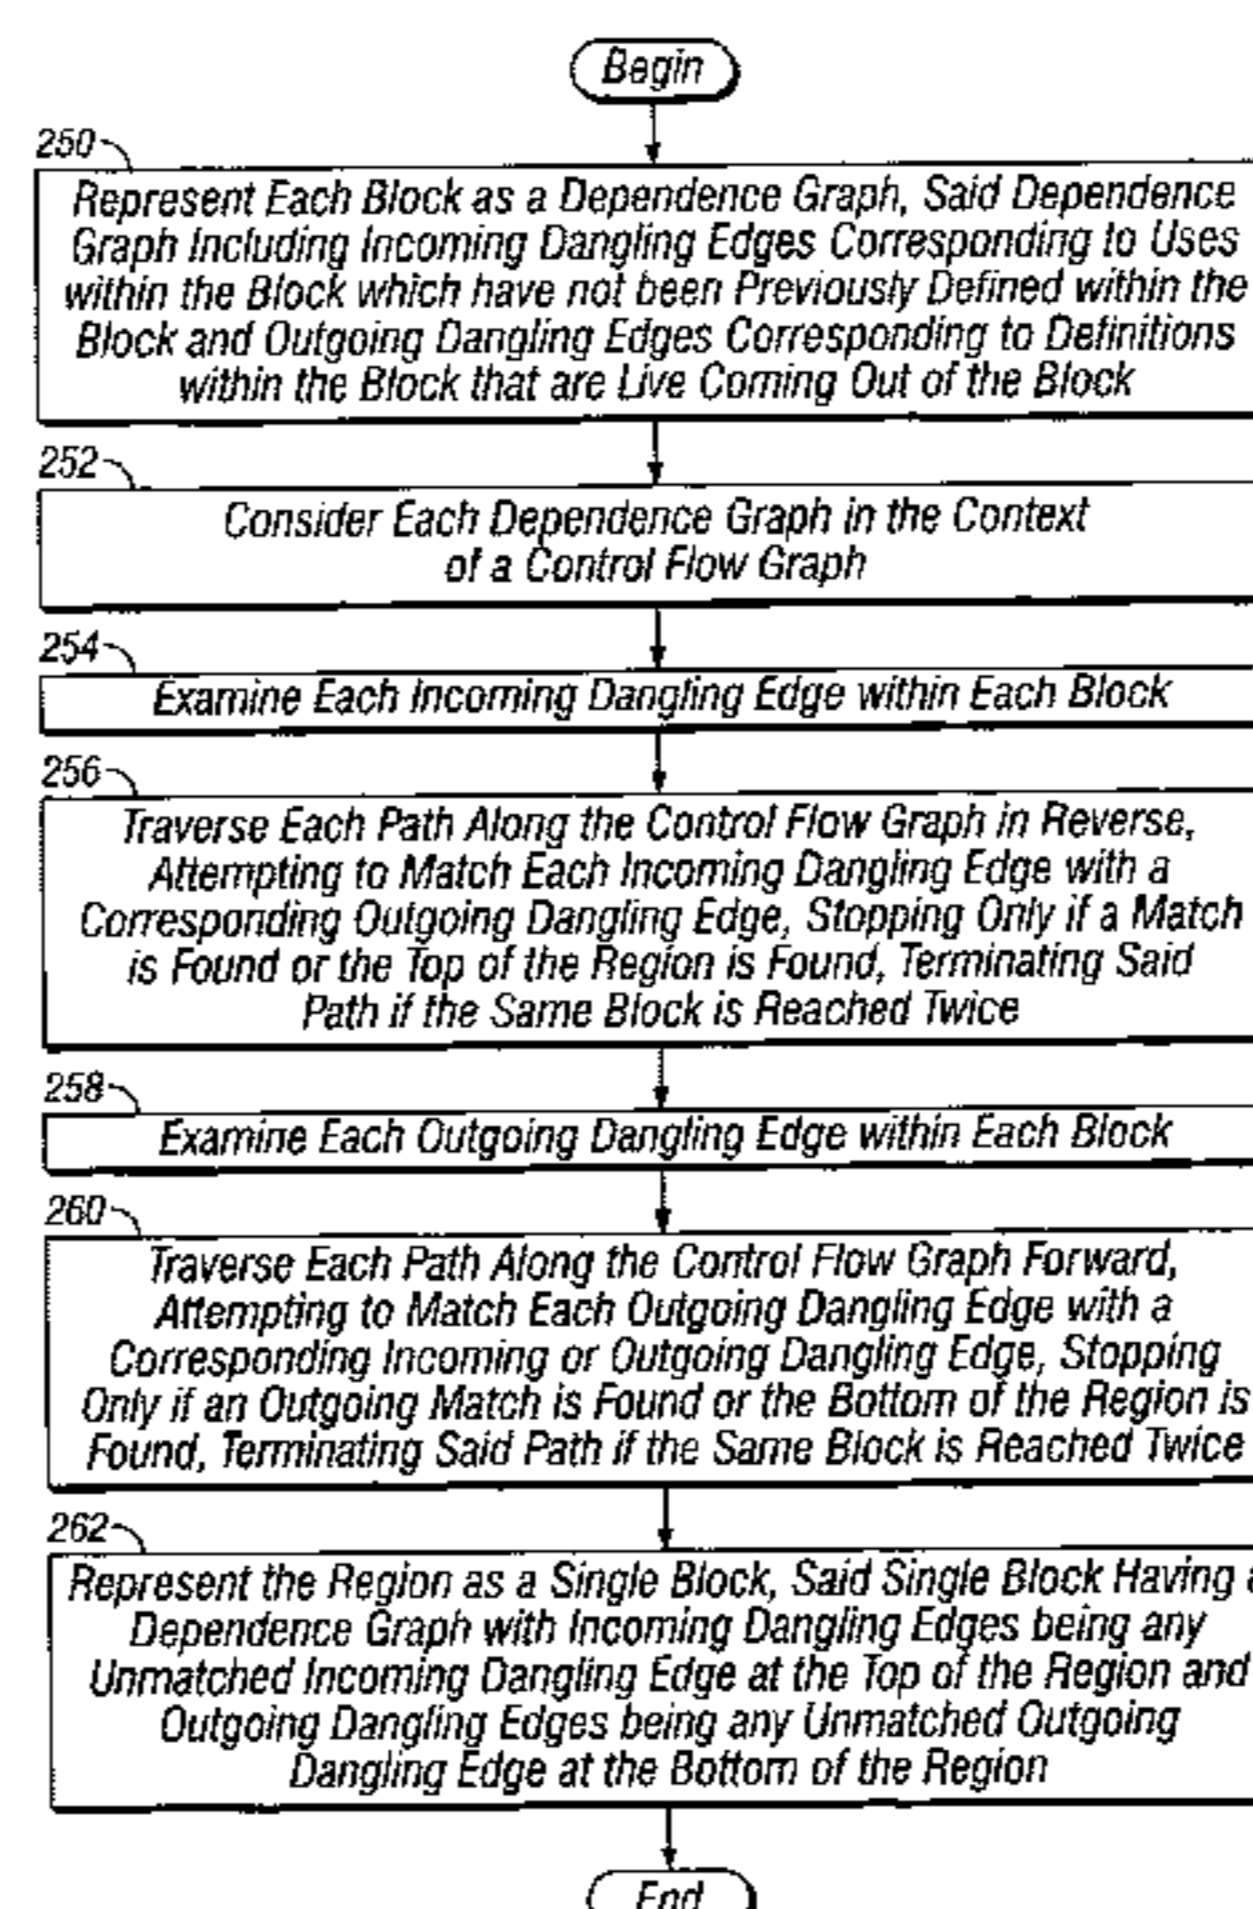 Begin
250
Represent Each Block as a Dependence Graph, Said Dependence
Graph Including Incoming Dangling Edges Corresponding to Uses
within the Block which have not been Previously Defined within the
Block and Outgoing Dangling Edges Corresponding to Definitions
within the Block that are Live Coming Out of the Block
252
Consider Each Dependence Graph in the Context
of a Control Flow Graph
254
Examine Each Incoming Dangling Edge within Each Block
256
Traverse Each Path Along the Control Flow Graph in Reverse,
Attempting to Match Each Incoming Dangling Edge with a
Corresponding Outgoing Dangling Edge, Stopping Only if a Match
is Found or the Top of the Region is Found, Terminating Said
Path if the Same Block is Reached Twice
258
Examine Each Outgoing Dangling Edge within Each Block
260
Traverse Each Path Along the Control Flow Graph Forward,
Attempting to Match Each Outgoing Dangling Edge with a
Corresponding Incoming or Outgoing Dangling Edge, Stopping
Only if an Outgoing Match is Found or the Bottom of the Region is
Found, Terminating Said Path if the Same Block is Reached Twice
262
Represent the Region as a Single Block, Said Single Block Having a
Dependence Graph with Incoming Dangling Edges being any
Unmatched Incoming Dangling Edge at the Top of the Region and
Outgoing Dangling Edges being any Unmatched Outgoing
Dangling Edge at the Bottom of the Region
End